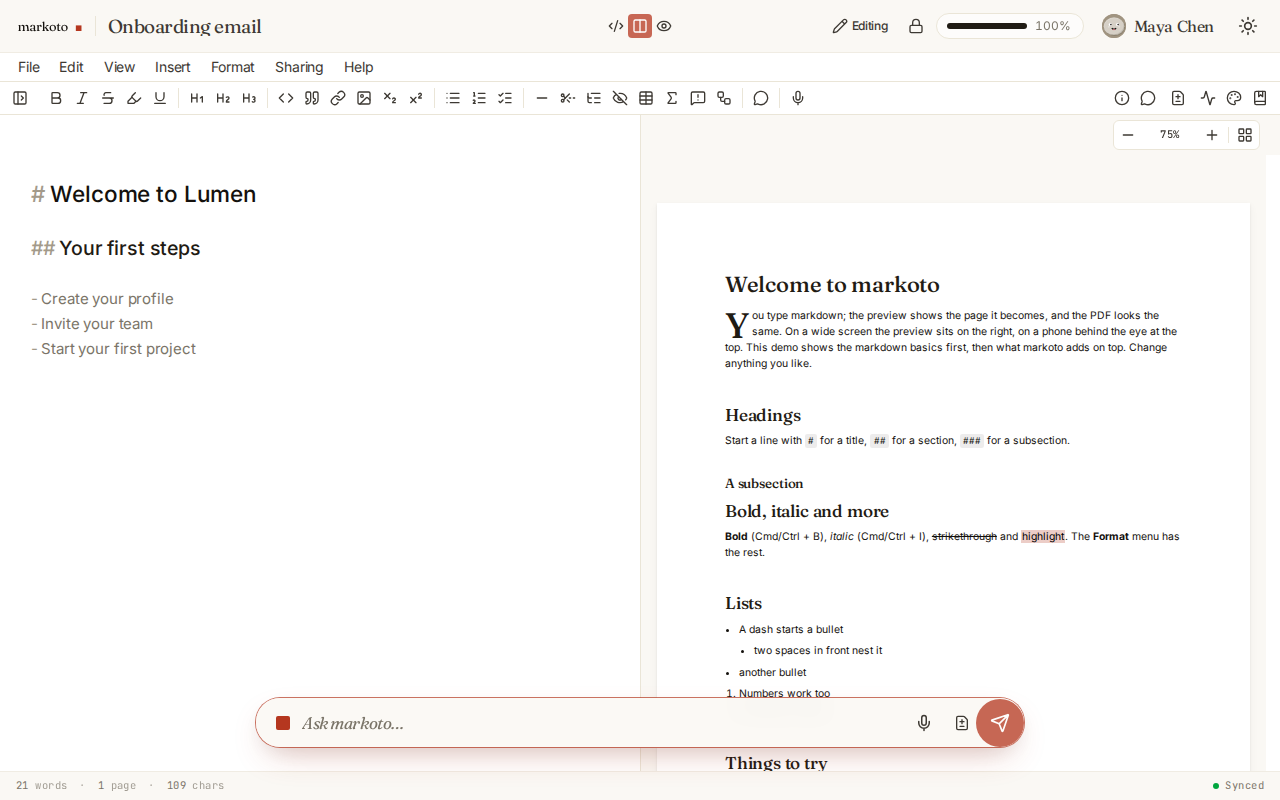 markoto
Onboarding email
Editing
100%
Maya Chen
File Edit View Insert Format Sharing Help
75%
# Welcome to Lumen
## Your first steps
- Create your profile
- Invite your team
- Start your first project
Welcome to markoto
You type markdown; the preview shows the page it becomes, and the PDF looks the
same. On a wide screen the preview sits on the right, on a phone behind the eye at the
top. This demo shows the markdown basics first, then what markoto adds on top. Change
anything you like.
Headings
Start a line with # for a title, ## for a section, ### for a subsection.
A subsection
Bold, italic and more
Bold (Cmd/Ctrl + B), italic (Cmd/Ctrl + I), strikethrough and highlight. The Format menu has
the rest.
Lists
• A dash starts a bullet
• two spaces in front nest it
• another bullet
1. Numbers work too
Things to try
Ask markoto...
21 words · 1 page · 109 chars
Synced